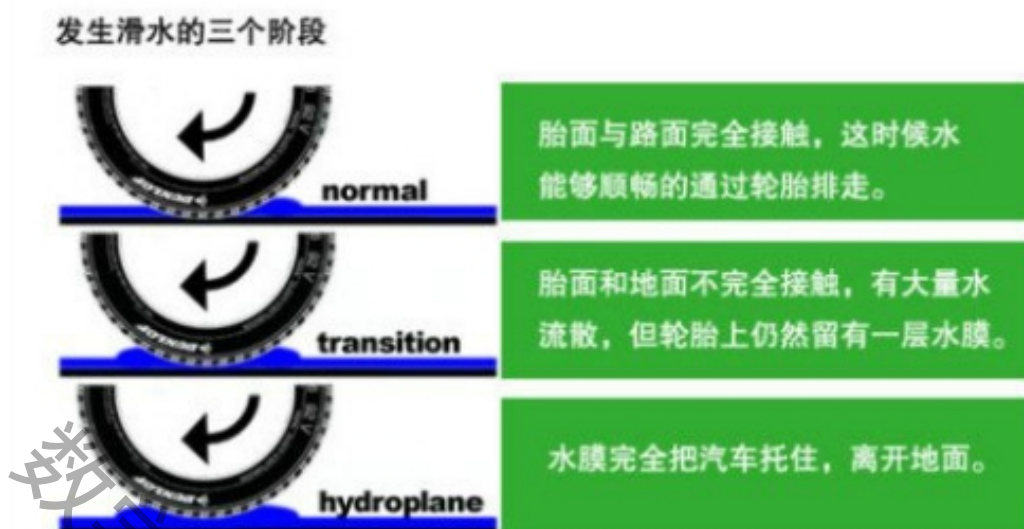 发生滑水的三个阶段
normal
胎面与路面完全接触，这时候水
能够顺畅的通过轮胎排走。
transition
胎面和地面不完全接触，有大量水
流散，但轮胎上仍然留有一层水膜。
hydroplane
水膜完全把汽车托住，离开地面。
DUNLOP
DUNLOP
DUNLOP
数